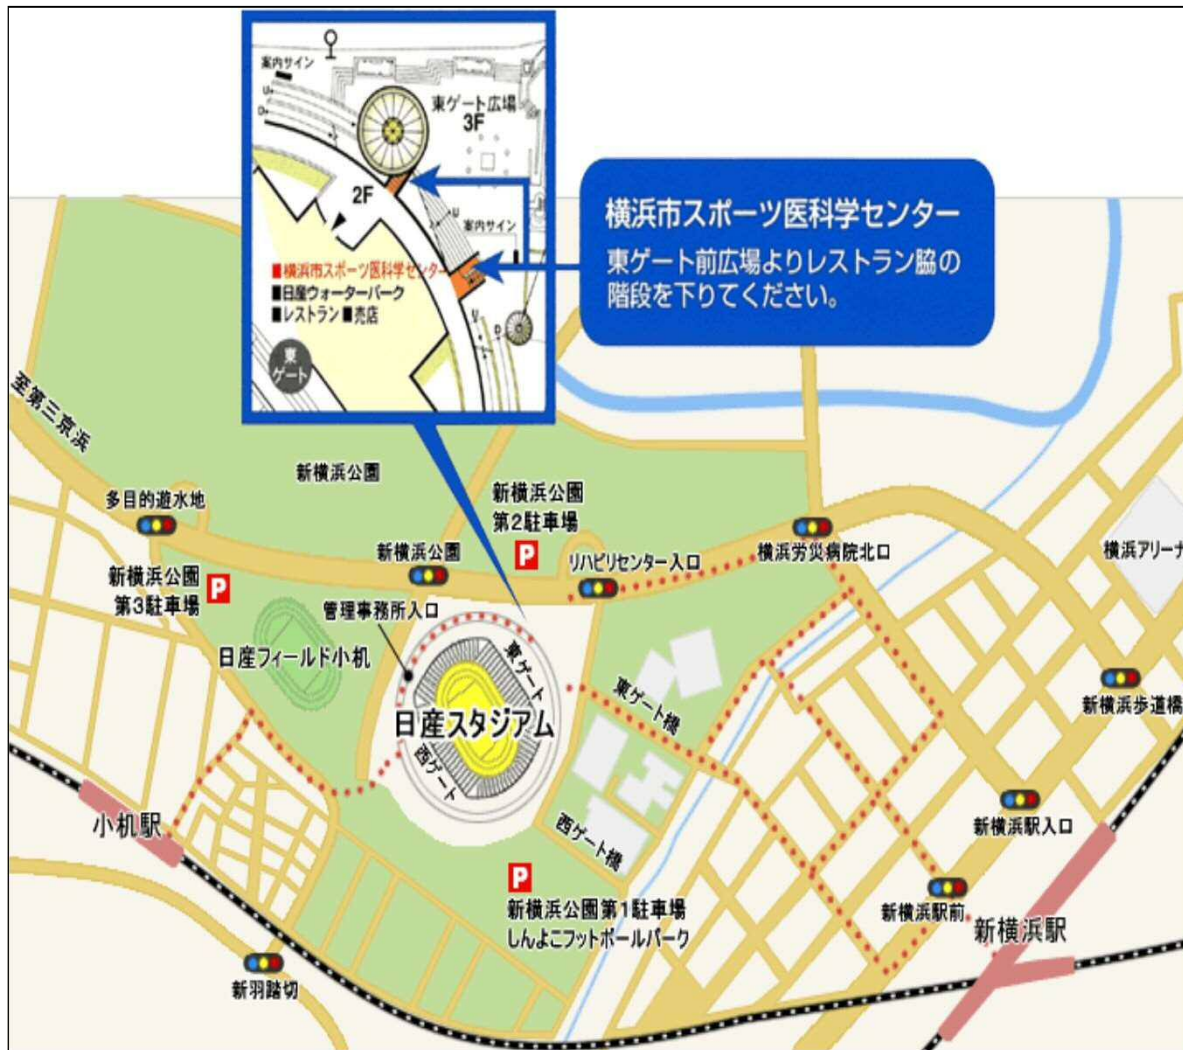 案内サイン
U
D
東ゲート広場
3F
2F
U
案内サイン
■横浜市スポーツ医科学センター
■日産ウォーターパーク
■レストラン ■売店
U
D
東
ゲート
横浜市スポーツ医科学センター
東ゲート前広場よりレストラン脇の
階段を下りてください。
至第三京浜
多目的遊水地
新横浜公園
新横浜公園
第2駐車場
P
新横浜公園
リハビリセンター入口
横浜労災病院北口
横浜アリーナ
新横浜公園
第3駐車場
P
管理事務所入口
日産フィールド小机
東ゲート
日産スタジアム
西ゲート
東ゲート橋
新横浜歩道橋
小机駅
西ゲート橋
新横浜駅入口
P
新横浜公園第1駐車場
しんよこフットボールパーク
新横浜駅前
新横浜駅
新羽踏切